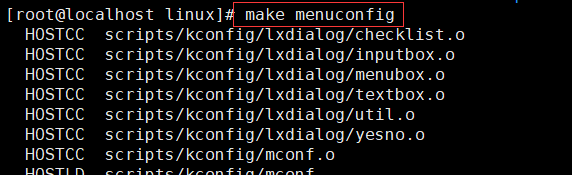 [root@localhost linux]# make menuconfig
HOSTCC scripts/kconfig/lxdialog/checklist.o
HOSTCC scripts/kconfig/lxdialog/inputbox.o
HOSTCC scripts/kconfig/lxdialog/menubox.o
HOSTCC scripts/kconfig/lxdialog/textbox.o
HOSTCC scripts/kconfig/lxdialog/util.o
HOSTCC scripts/kconfig/lxdialog/yesno.o
HOSTCC scripts/kconfig/mconf.o
HOSTLD scripts/kconfig/mconf